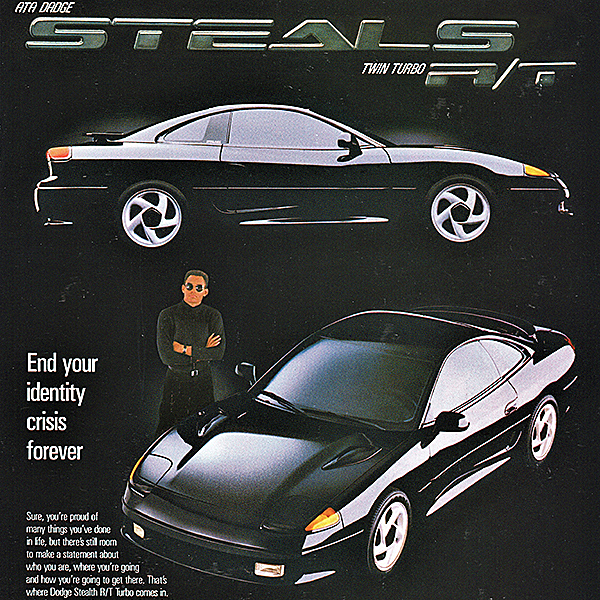 ATA DADGE
STEALS
TWIN TURBO R/T
End your
identity
crisis
forever
Sure, you're proud of
many things you've done
in life, but there's still room
to make a statement about
who you are, where you're going
and how you're going to get there. That's
where Dodge Stealth R/T Turbo comes in.